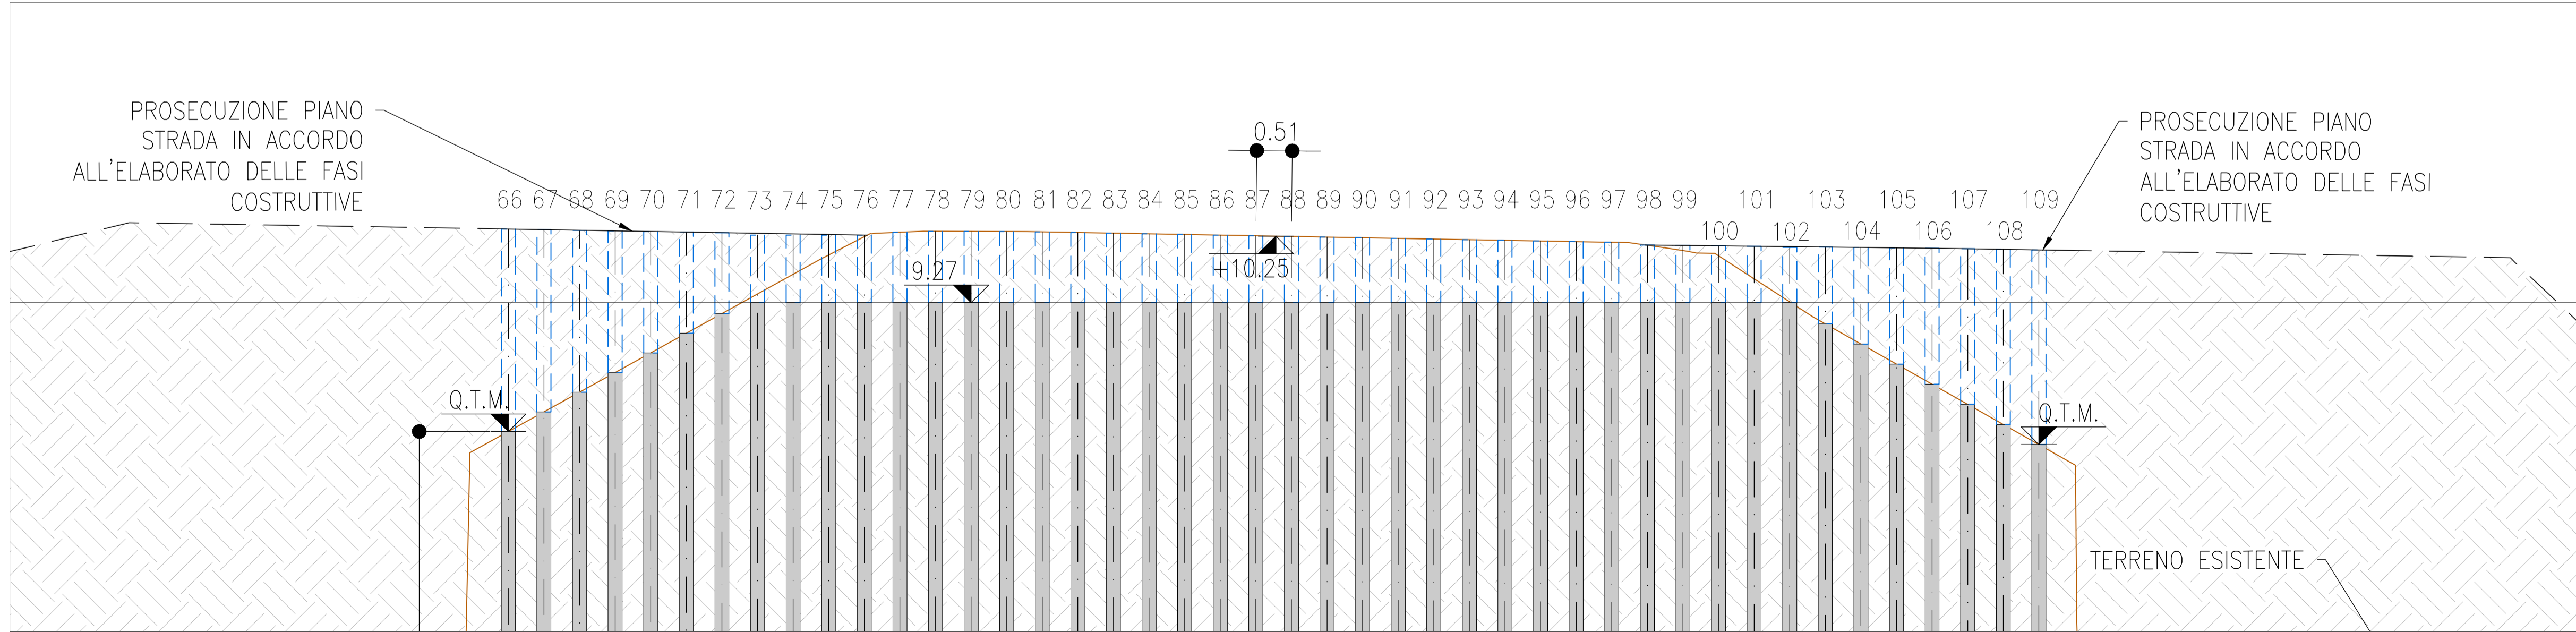 PROSECUZIONE PIANO
STRADA IN ACCORDO
ALL'ELABORATO DELLE FASI
COSTRUTTIVE
0.51
PROSECUZIONE PIANO
STRADA IN ACCORDO
ALL'ELABORATO DELLE FASI
COSTRUTTIVE
66 67 68 69 70 71 72 73 74 75 76 77 78 79 80 81 82 83 84 85 86 87 88 89 90 91 92 93 94 95 96 97 98 99 101 103 105 107 109
100 102 104 106 108
9.27
+10.25
Q.T.M.
Q.T.M.
TERRENO ESISTENTE